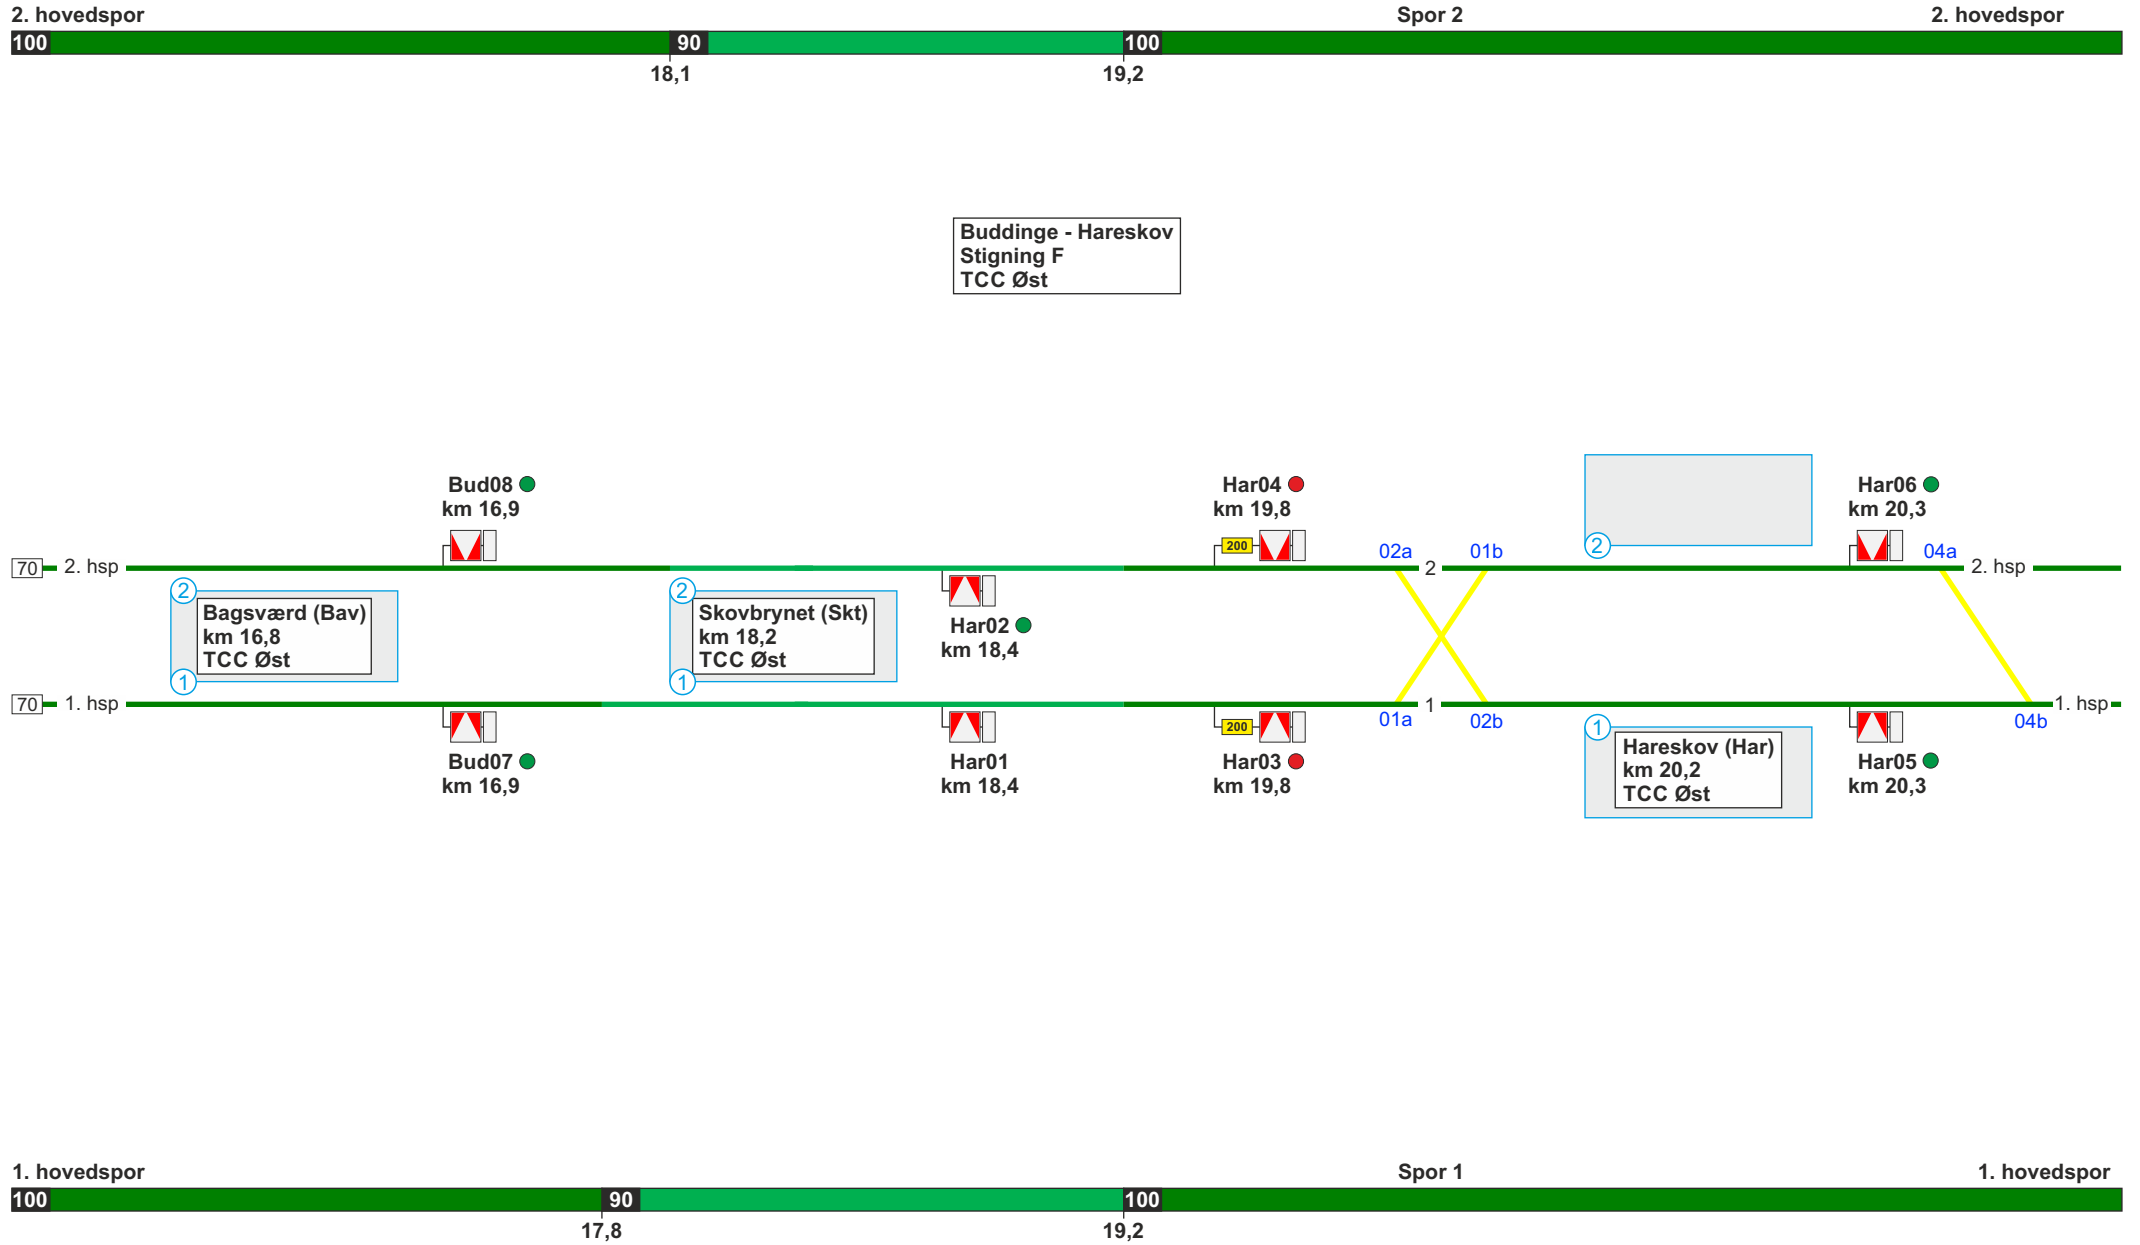 2. hovedspor
Spor 2
2. hovedspor
100
90
100
18,1
19,2
Buddinge - Hareskov
Stigning F
TCC Øst
Bud08
km 16,9
Har04
km 19,8
Har06
km 20,3
200
02a
01b
2
04a
70
2. hsp
2
2. hsp
2
Bagsværd (Bav)
km 16,8
TCC Øst
1
2
Skovbrynet (Skt)
km 18,2
TCC Øst
1
Har02
km 18,4
70
1. hsp
1
1. hsp
01a
02b
04b
200
Bud07
km 16,9
Har01
km 18,4
Har03
km 19,8
1
Hareskov (Har)
km 20,2
TCC Øst
Har05
km 20,3
1. hovedspor
Spor 1
1. hovedspor
100
90
100
17,8
19,2